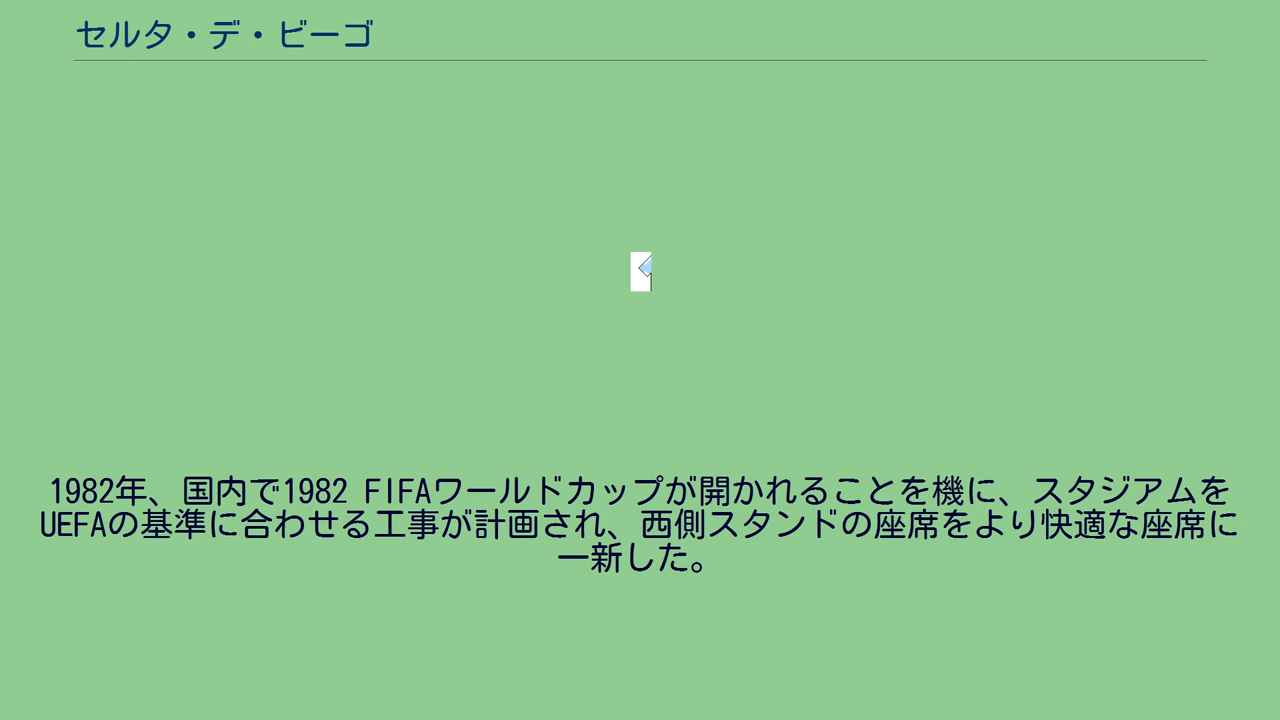 セルタ・デ・ビーゴ
1982年、国内で1982 FIFAワールドカップが開かれることを機に、スタジアムを
UEFAの基準に合わせる工事が計画され、西側スタンドの座席をより快適な座席に
一新した。